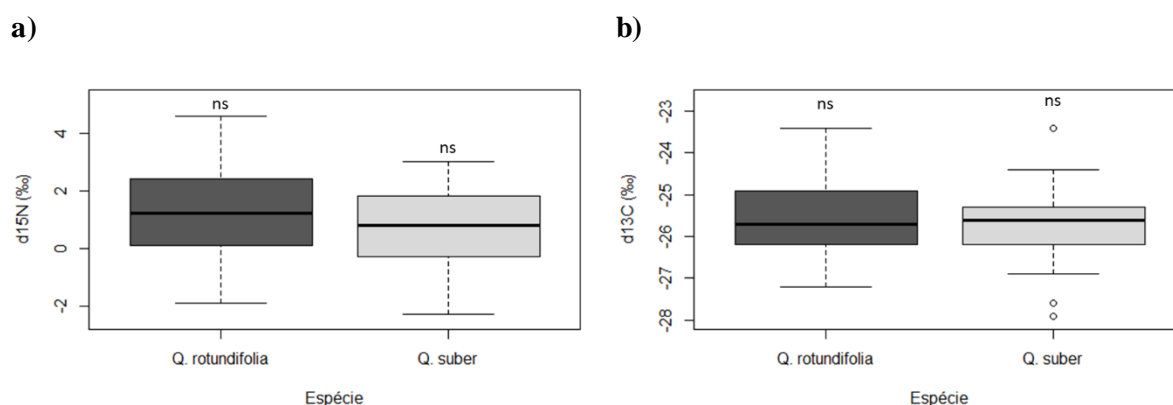 a)
b)
ns
ns
4
2
0
-2
d15N (‰)
Q. rotundifolia
Q. suber
Espécie
ns
ns
-23
-24
-25
-26
-27
-28
d13C (‰)
Q. rotundifolia
Q. suber
Espécie